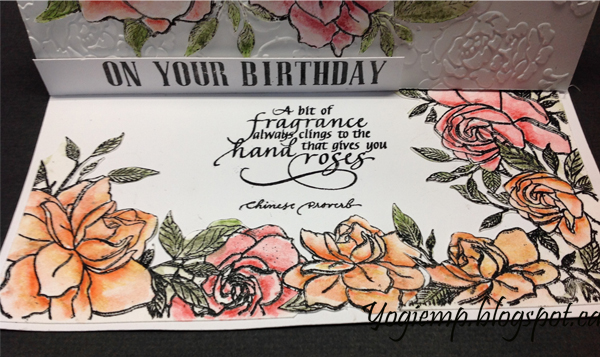 ON YOUR BIRTHDAY
A bit of
fragrance
always clings to the
hand that gives you
roses
Chinese Proverb
Yogiemp.blogspot.ca